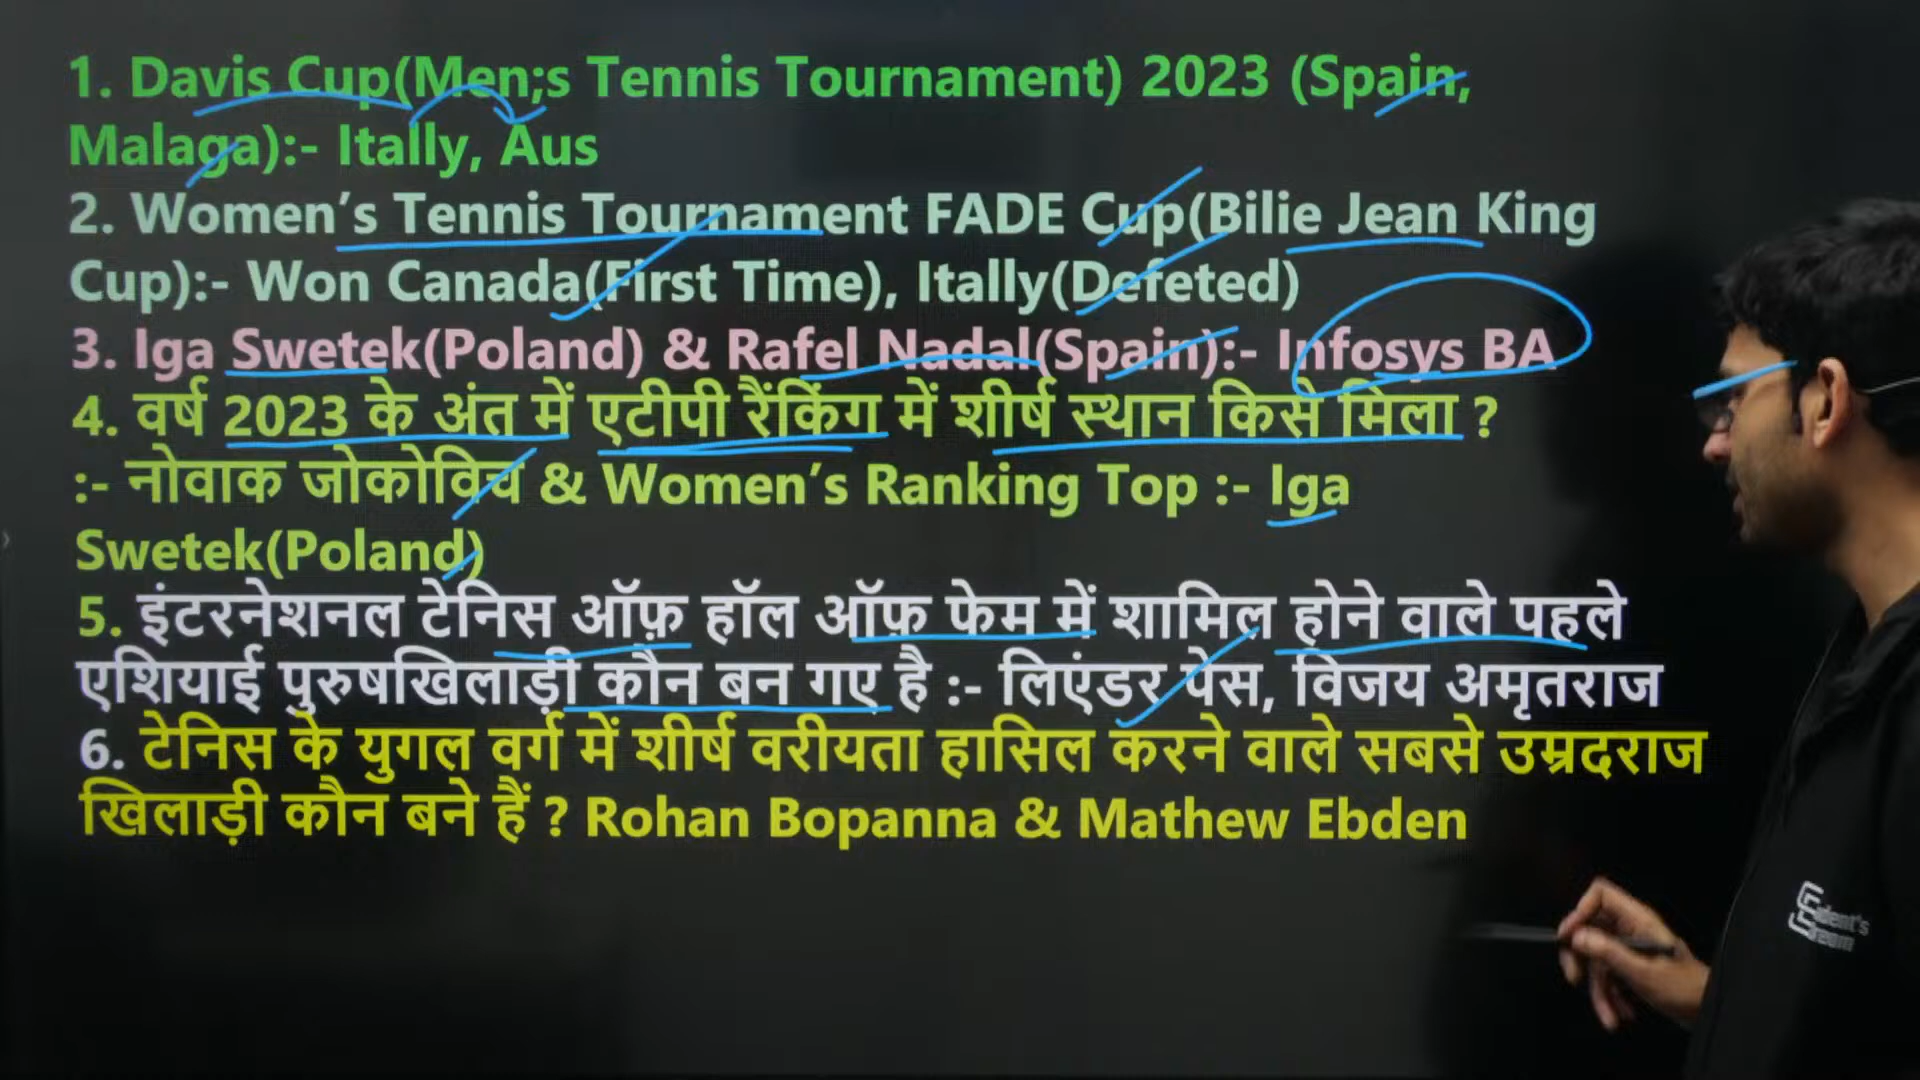 1. Davis Cup(Men;s Tennis Tournament) 2023 (Spain,
Malaga):- Itally, Aus
2. Women’s Tennis Tournament FADE Cup(Bilie Jean King
Cup):- Won Canada(First Time), Itally(Defeted)
3. Iga Swetek(Poland) & Rafel Nadal(Spain):- Infosys BA
4. वर्ष 2023 के अंत में एटीपी रैंकिंग में शीर्ष स्थान किसे मिला ?
:- नोवाक जोकोविच & Women’s Ranking Top :- Iga
Swetek(Poland)
5. इंटरनेशनल टेनिस ऑफ़ हॉल ऑफ़ फेम में शामिल होने वाले पहले
एशियाई पुरुषखिलाड़ी कौन बन गए है :- लिएंडर पेस, विजय अमृतराज
6. टेनिस के युगल वर्ग में शीर्ष वरीयता हासिल करने वाले सबसे उम्रदराज
खिलाड़ी कौन बने हैं ? Rohan Bopanna & Mathew Ebden